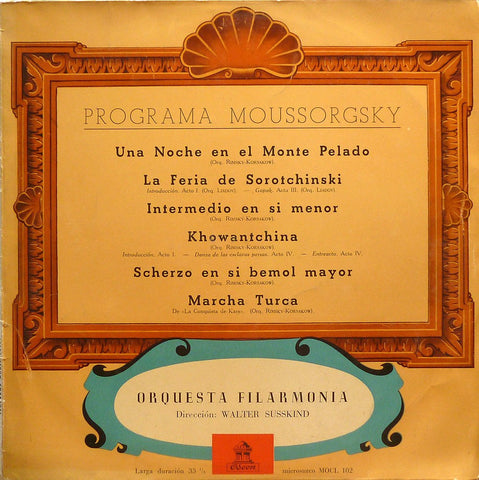 PROGRAMA MOUSSORGSKY
Una Noche en el Monte Pelado
(Orq. Rimsky-Korsakow).
La Feria de Sorotchinski
Introducción. Acto I. (Orq. Liadov). — Gopak, Acta III. (Orq. Liadov).
Intermedio en si menor
(Orq. Rimsky-Korsakow).
Khowantchina
(Orq. Rimsky-Korsakow).
Introducción. Acto I. — Danza de las esclavas persas. Acto IV. — Entreacto. Acto IV.
Scherzo en si bemol mayor
(Orq. Rimsky-Korsakow).
Marcha Turca
De «La Conquista de Kars». (Orq. Rimsky-Korsakow).
ORQUESTA FILARMONIA
Dirección: WALTER SUSSKIND
Odeon
Larga duración 33 ⅓ microsurco MOCL 102